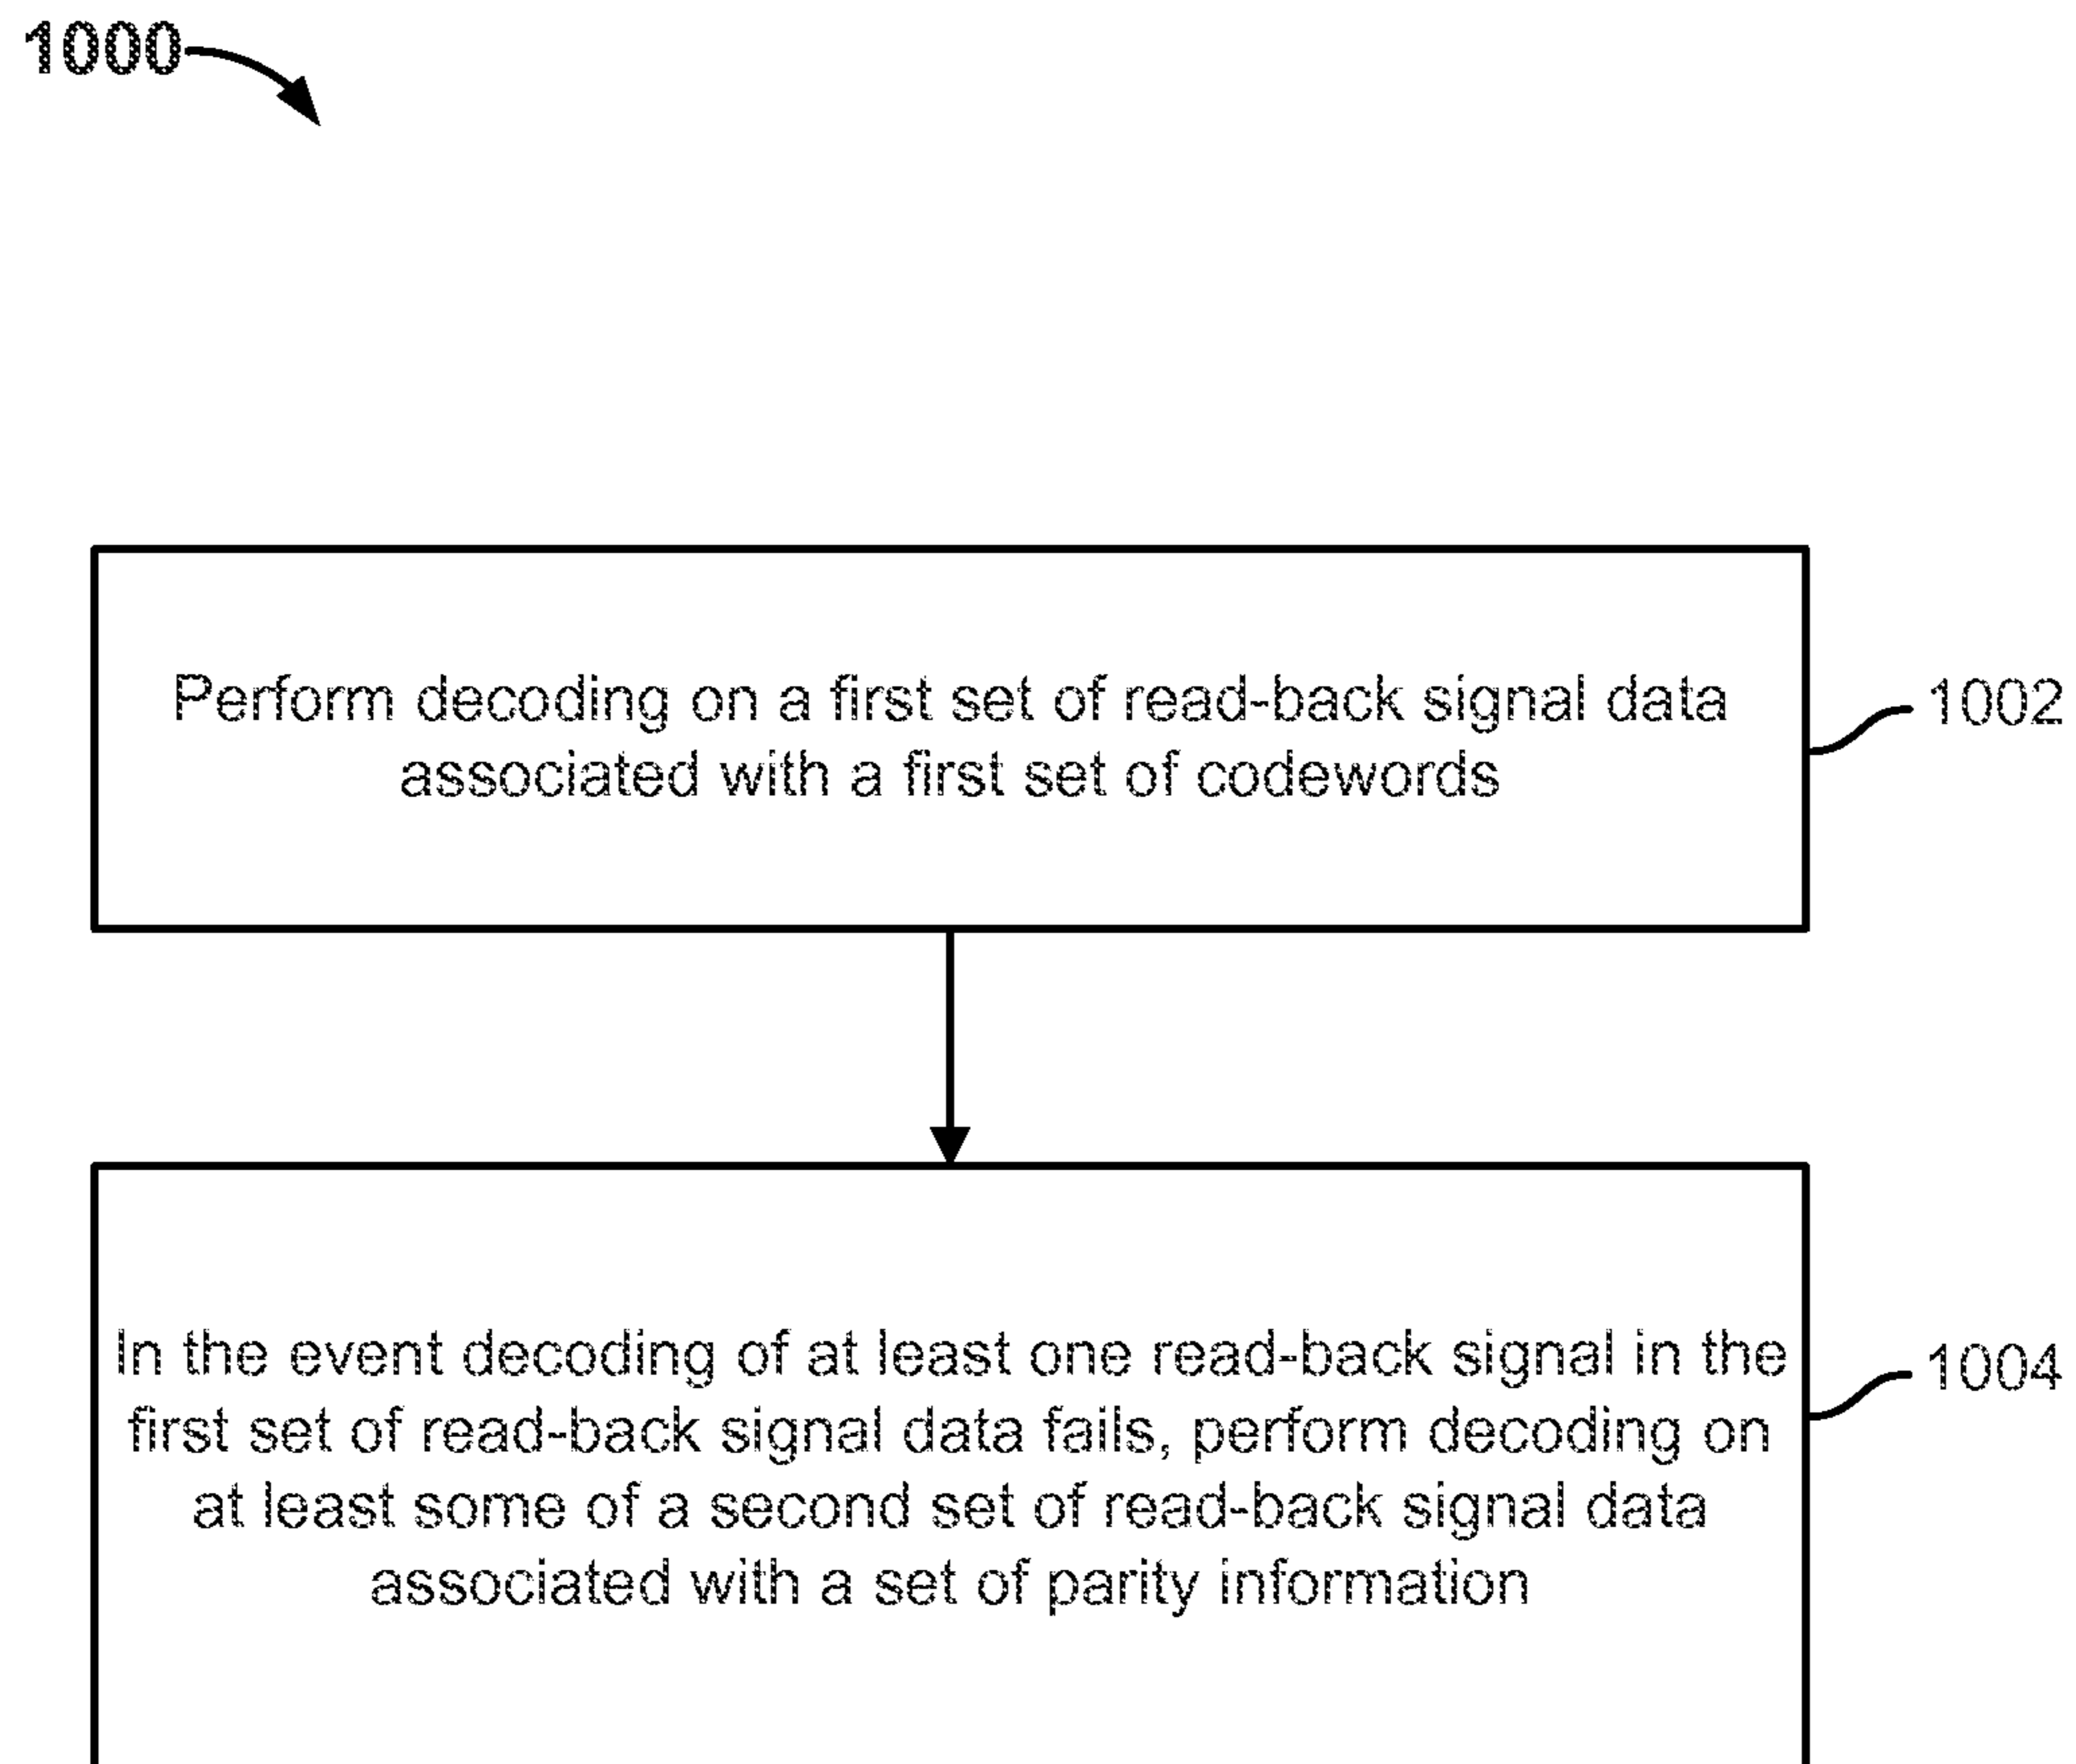 1000
Perform decoding on a first set of read-back signal data
associated with a first set of codewords
1002
In the event decoding of at least one read-back signal in the
first set of read-back signal data fails, perform decoding on
at least some of a second set of read-back signal data
associated with a set of parity information
1004